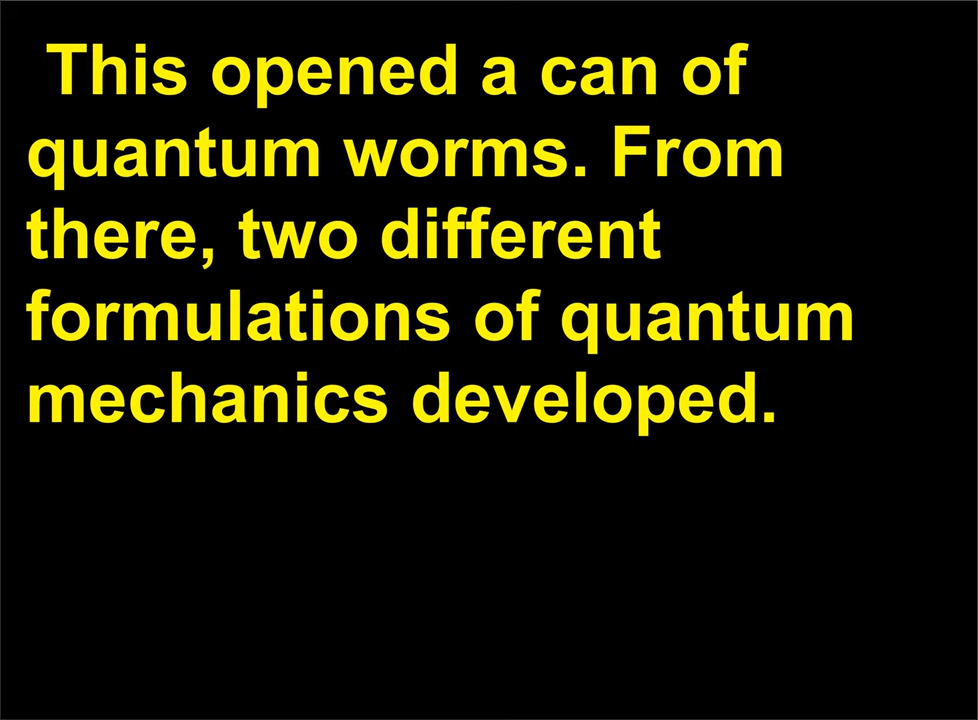 This opened a can of
quantum worms. From
there, two different
formulations of quantum
mechanics developed.